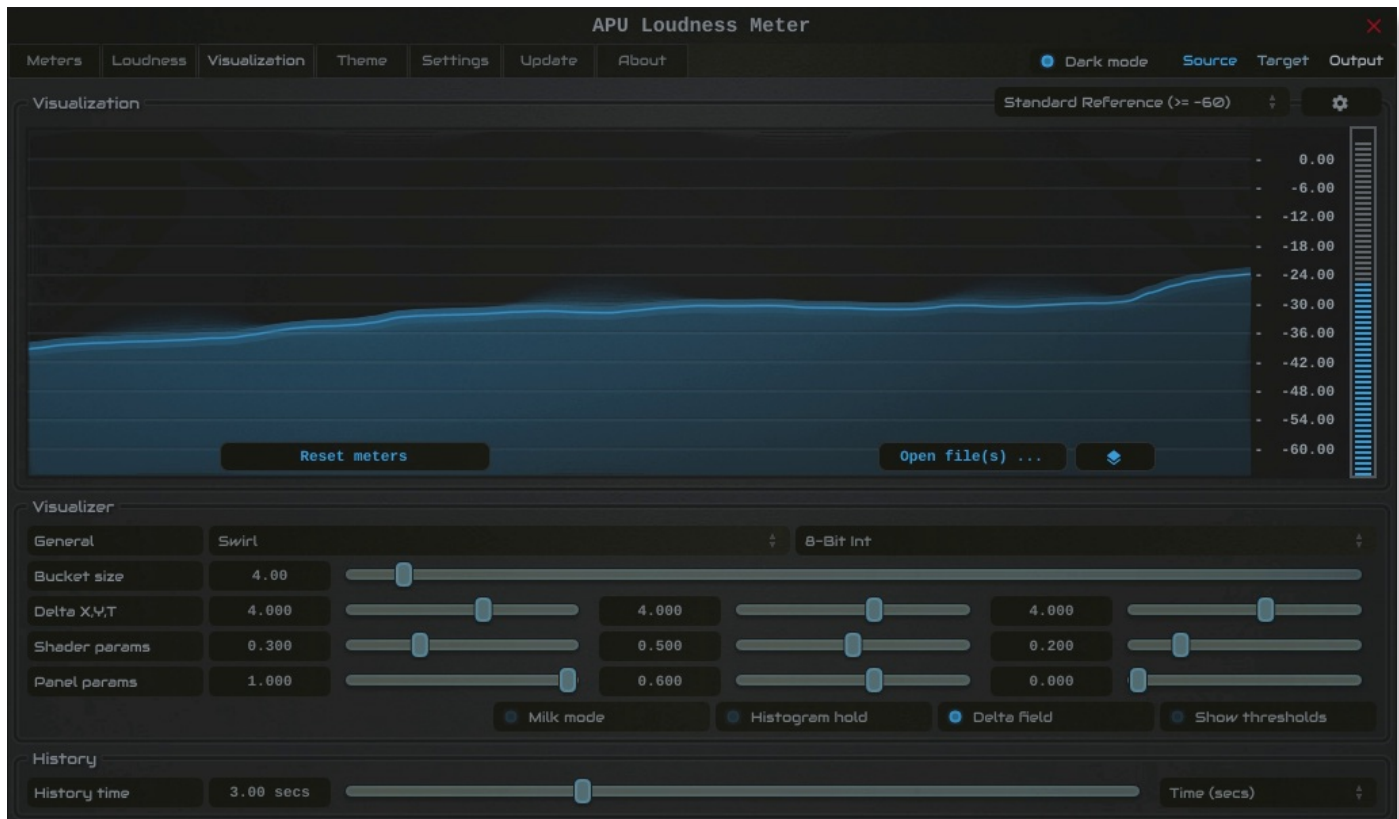 APU Loudness Meter
Meters Loudness Visualization Theme Settings Update About Dark mode Source Target Output
Visualization Standard Reference (>= -60)
- 0.00
- -6.00
- -12.00
- -18.00
- -24.00
- -30.00
- -36.00
- -42.00
- -48.00
- -54.00
- -60.00
Reset meters Open file(s) ...
Visualizer
General Swirl 8-Bit Int
Bucket size 4.00
Delta X,Y,T 4.000 4.000 4.000
Shader params 0.300 0.500 0.200
Panel params 1.000 0.600 0.000
Milk mode Histogram hold Delta field Show thresholds
History
History time 3.00 secs Time (secs)